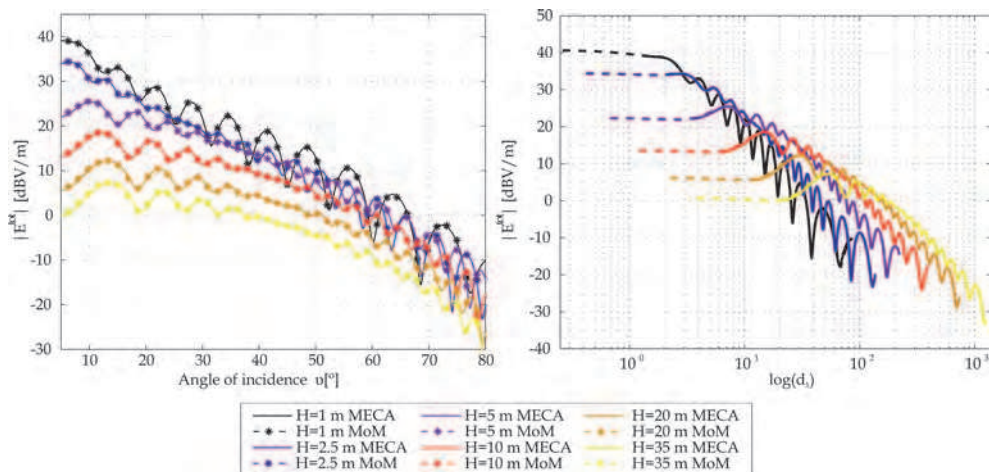 |E^tot| [dBV/m]
40
30
20
10
0
-10
-20
-30
10 20 30 40 50 60 70 80
Angle of incidence υ[°]
|E^tot| [dBV/m]
50
40
30
20
10
0
-10
-20
-30
-40
10^0 10^1 10^2 10^3
log(d_s)
H=1 m MECA H=5 m MECA H=20 m MECA
H=1 m MoM H=5 m MoM H=20 m MoM
H=2.5 m MECA H=10 m MECA H=35 m MECA
H=2.5 m MoM H=10 m MoM H=35 m MoM